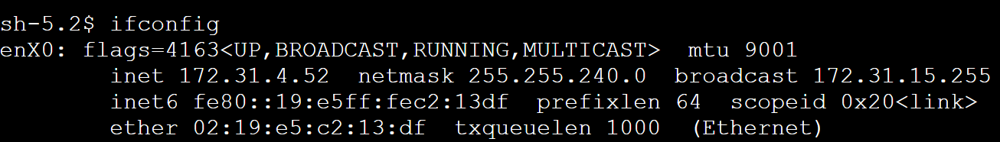 sh-5.2$ ifconfig
enX0: flags=4163<UP,BROADCAST,RUNNING,MULTICAST>  mtu 9001
        inet 172.31.4.52  netmask 255.255.240.0  broadcast 172.31.15.255
        inet6 fe80::19:e5ff:fec2:13df  prefixlen 64  scopeid 0x20<link>
        ether 02:19:e5:c2:13:df  txqueuelen 1000  (Ethernet)